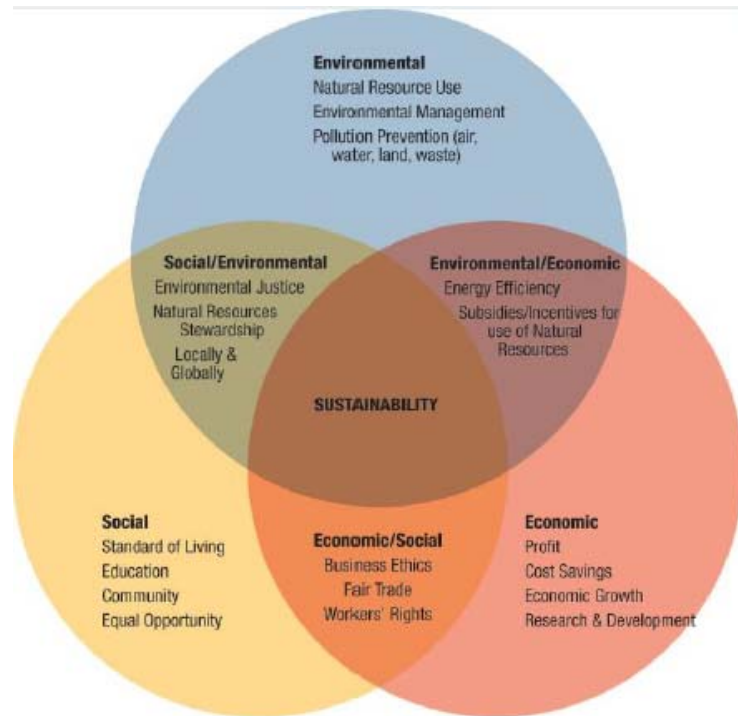 Environmental
Natural Resource Use
Environmental Management
Pollution Prevention (air,
water, land, waste)
Social/Environmental
Environmental Justice
Natural Resources
Stewardship
Locally &
Globally
Environmental/Economic
Energy Efficiency
Subsidies/Incentives for
use of Natural
Resources
SUSTAINABILITY
Social
Standard of Living
Education
Community
Equal Opportunity
Economic/Social
Business Ethics
Fair Trade
Workers' Rights
Economic
Profit
Cost Savings
Economic Growth
Research & Development